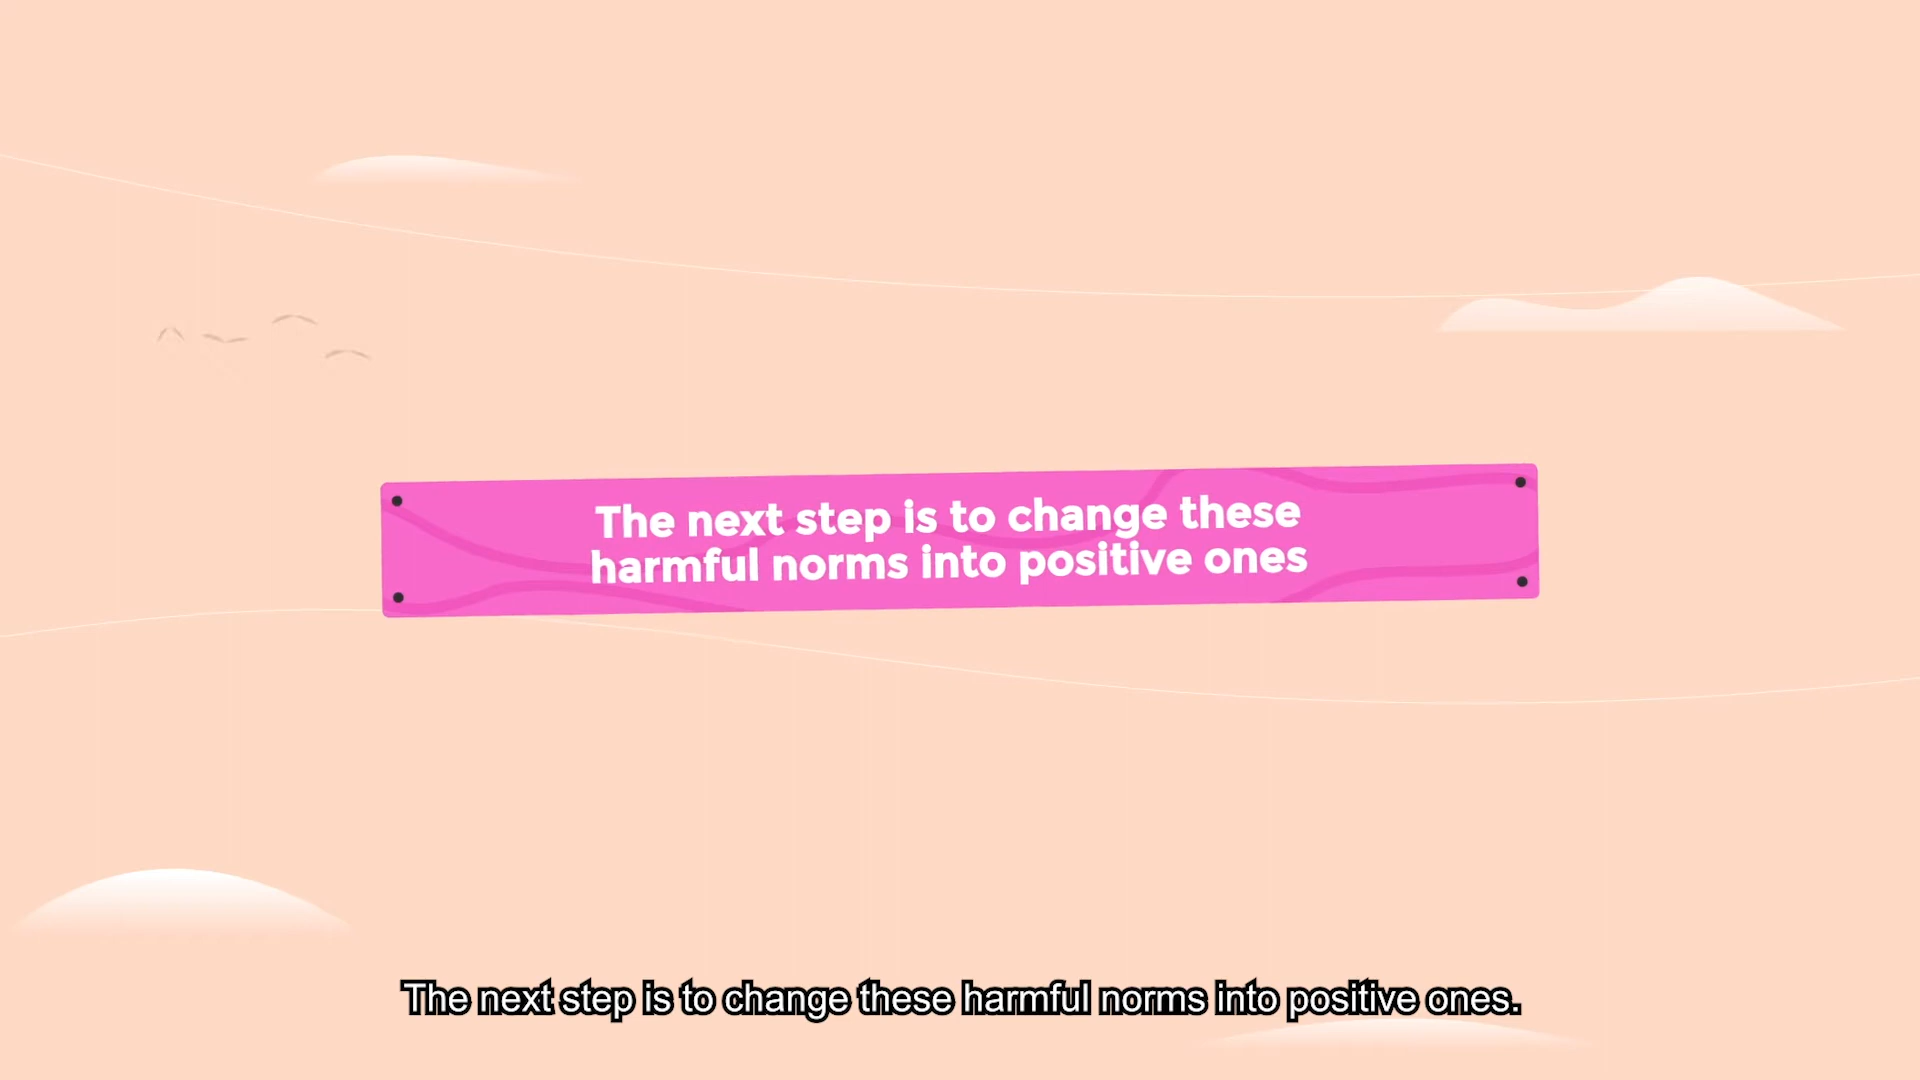 The next step is to change these
harmful norms into positive ones
The next step is to change these harmful norms into positive ones.